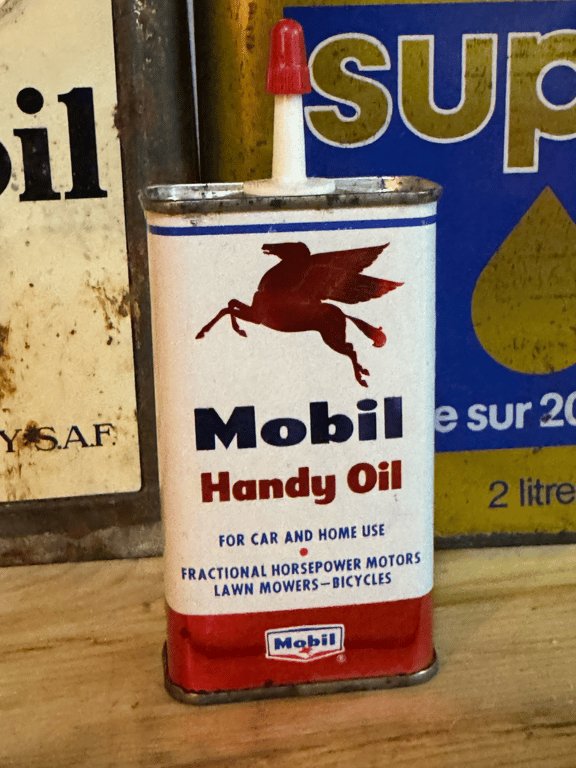 Mobil
Handy Oil
FOR CAR AND HOME USE
FRACTIONAL HORSEPOWER MOTORS
LAWN MOWERS–BICYCLES
Mobil
®
oil
Y S.A.F.
sup
e sur 20
2 litre